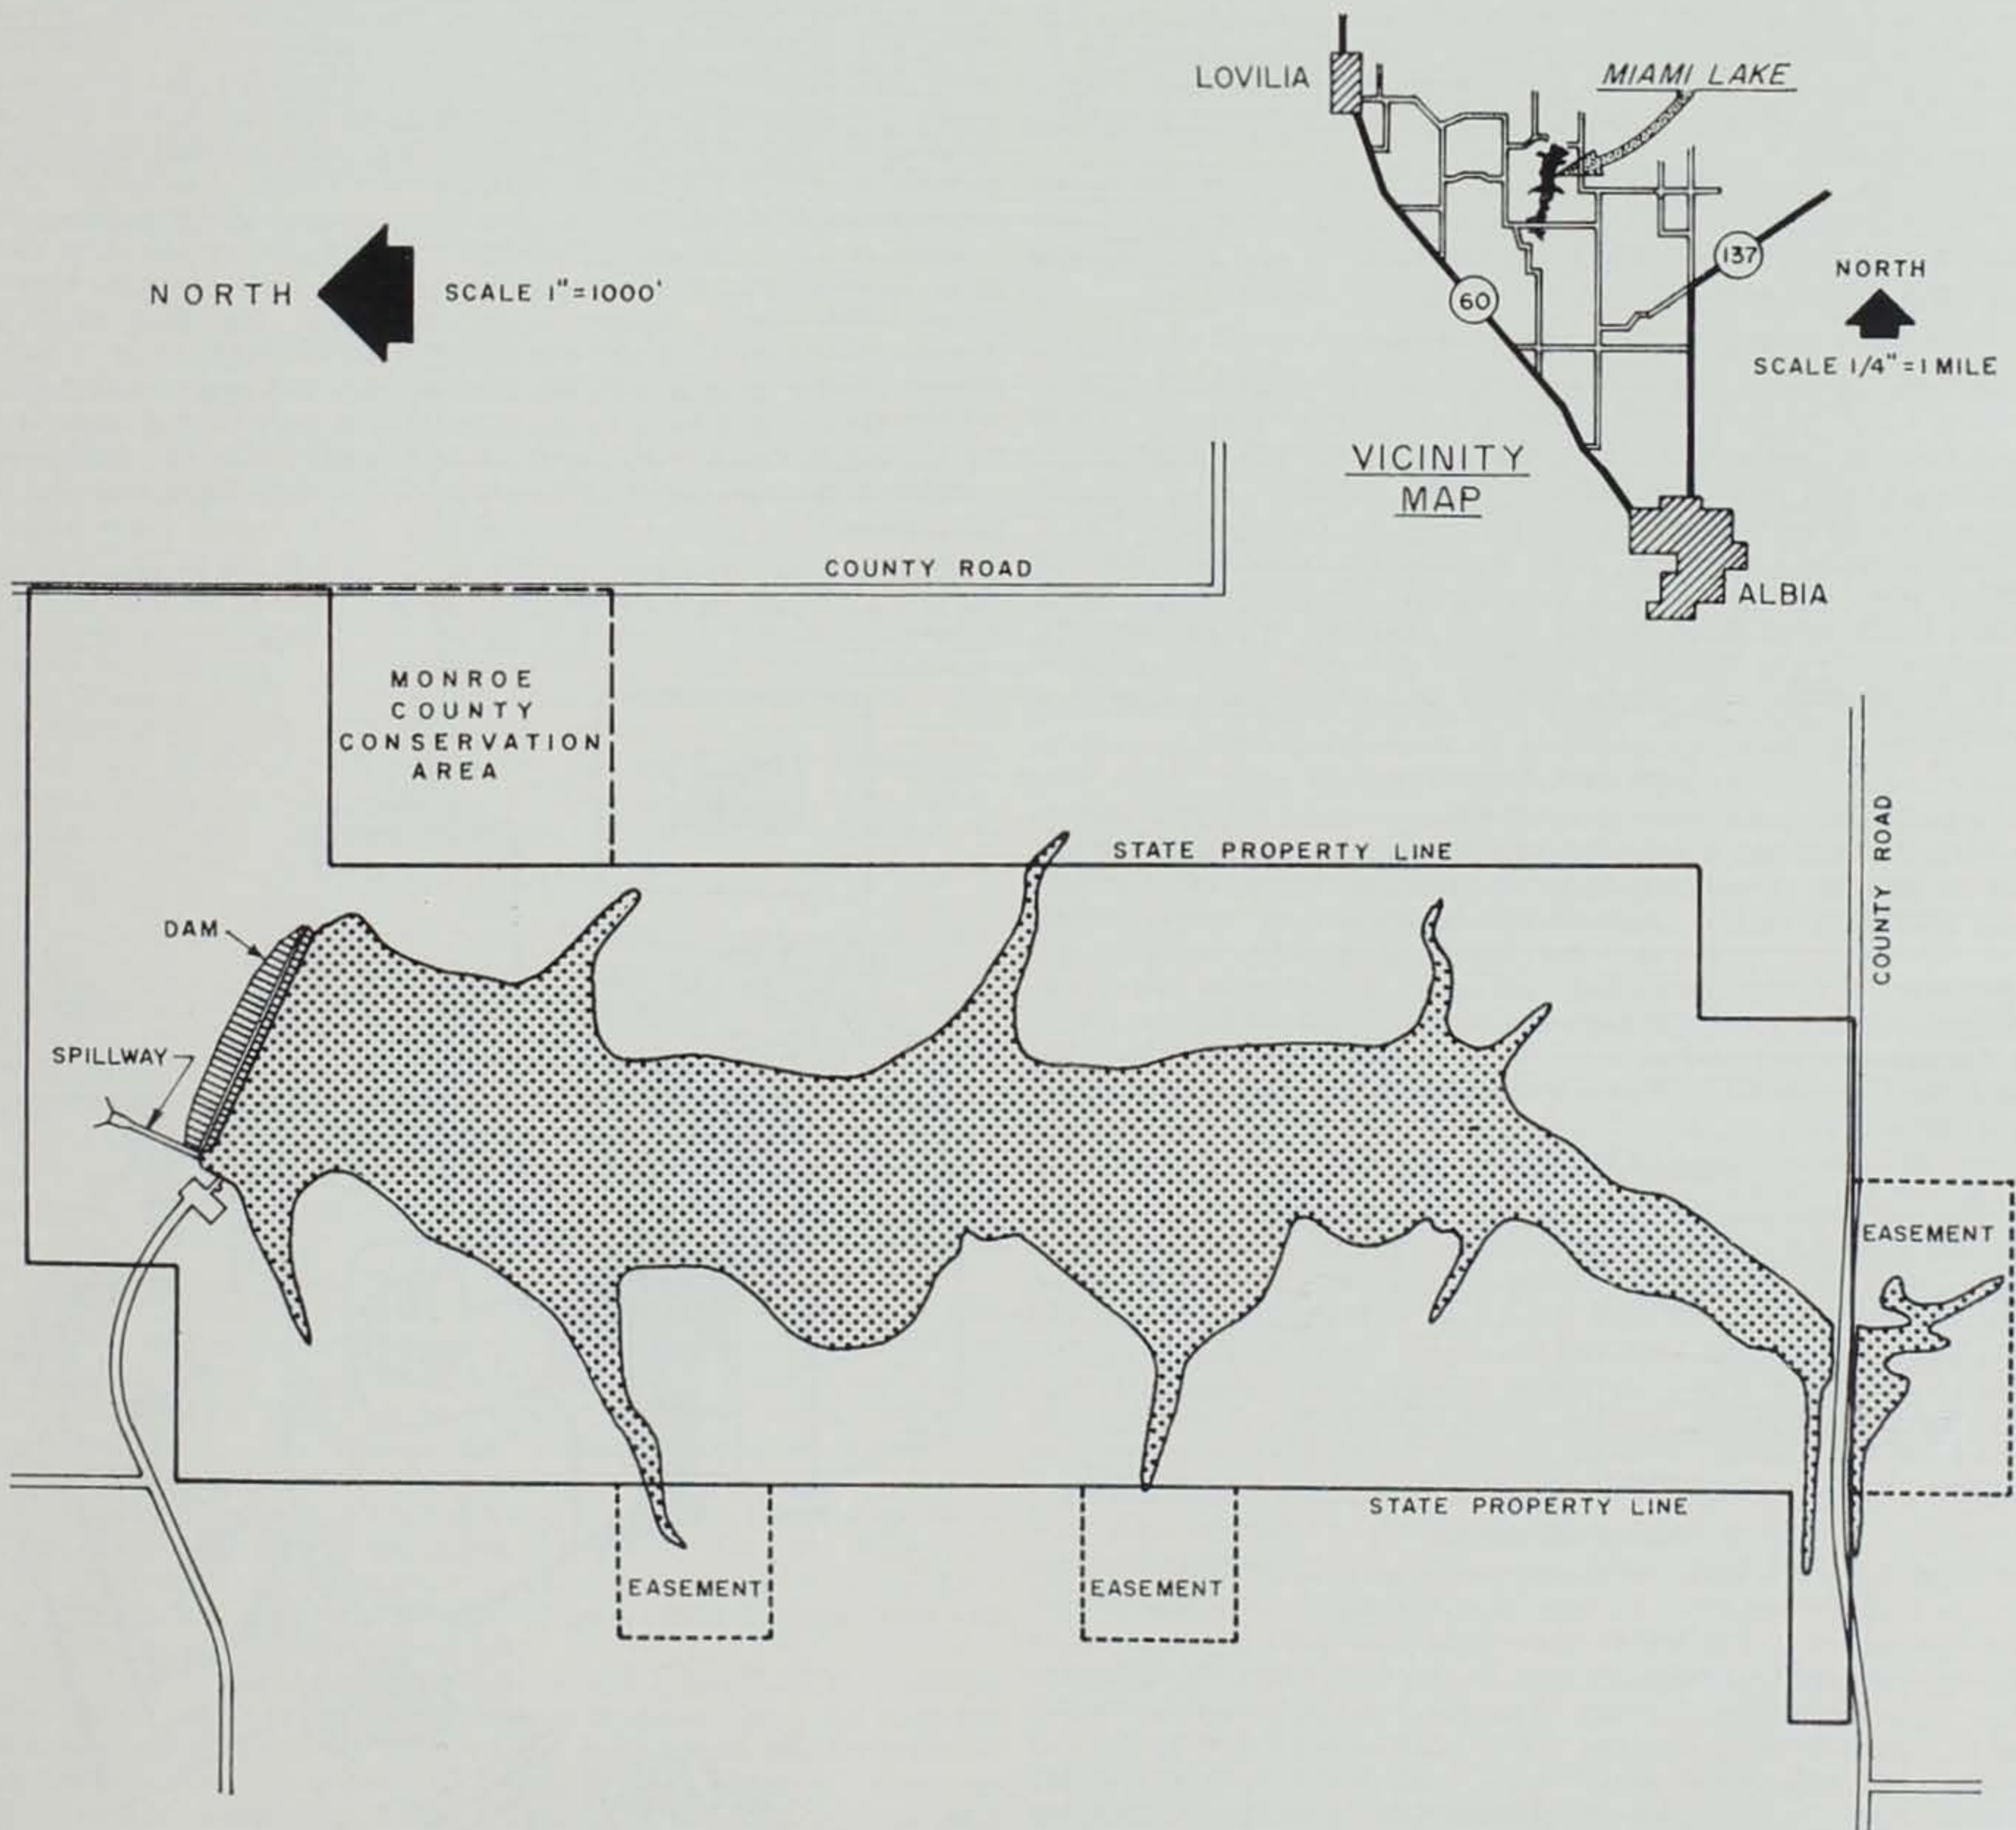 LOVILIA
MIAMI LAKE
137
60
NORTH
SCALE 1/4" = 1 MILE
VICINITY
MAP
ALBIA
NORTH
SCALE 1" = 1000'
COUNTY ROAD
MONROE
COUNTY
CONSERVATION
AREA
STATE PROPERTY LINE
COUNTY ROAD
DAM
SPILLWAY
EASEMENT
STATE PROPERTY LINE
EASEMENT
EASEMENT